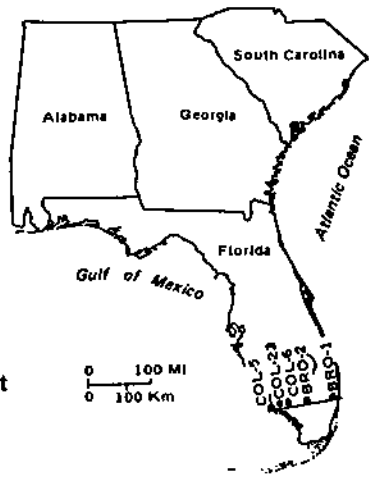 South Carolina
Alabama
Georgia
Atlantic Ocean
Florida
Gulf of Mexico
0 100 MI
0 100 Km
t
COL-5
COL-23
COL-6
BRO-2
BRO-1